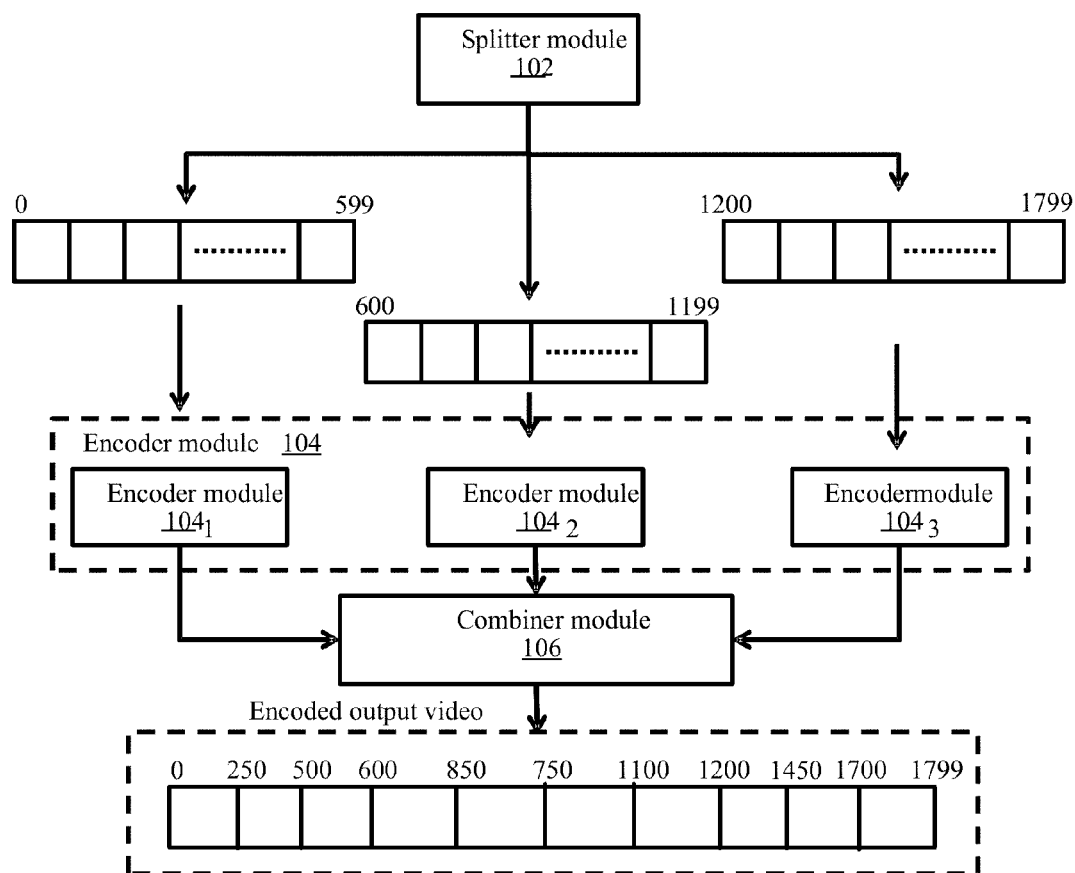 Splitter module
102
0 599
1200 1799
600 1199
Encoder module 104
Encoder module
104 1
Encoder module
104 2
Encodermodule
104 3
Combiner module
106
Encoded output video
0 250 500 600 850 750 1100 1200 1450 1700 1799